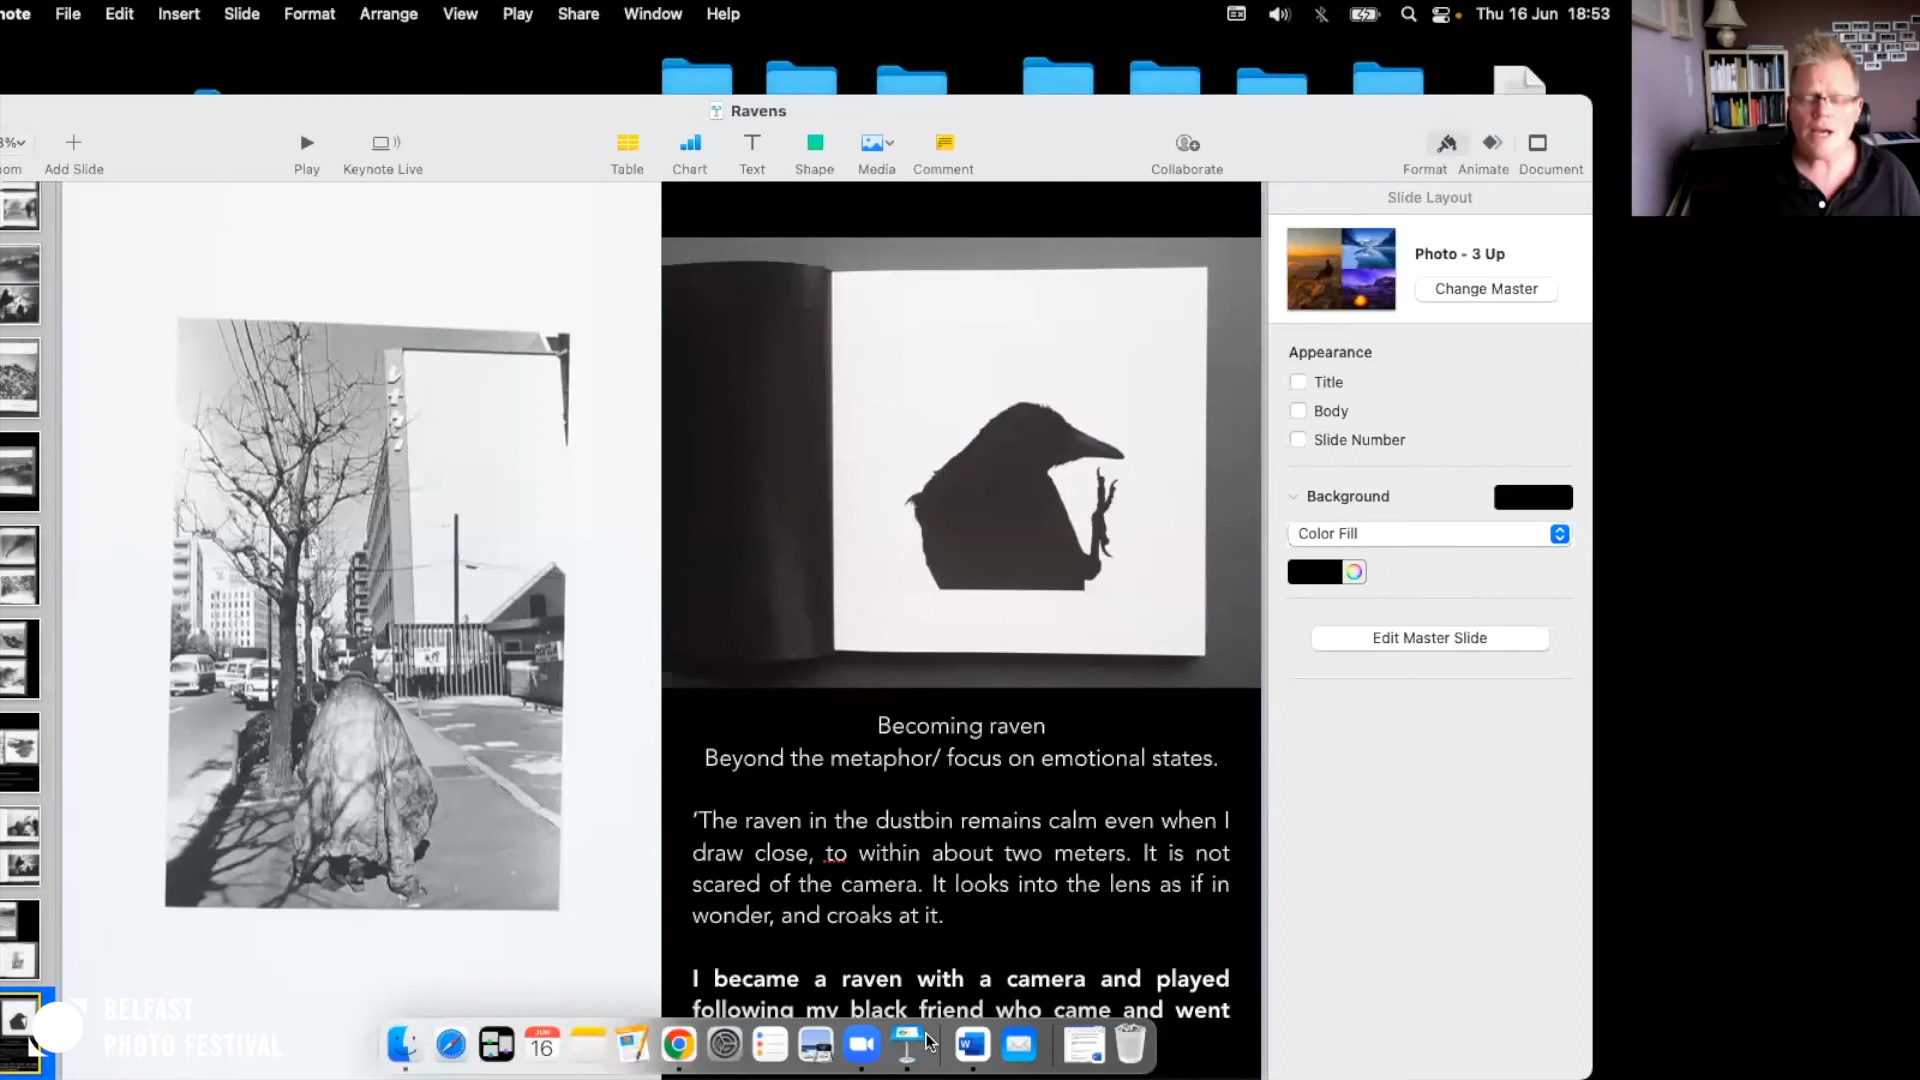 note File Edit Insert Slide Format Arrange View Play Share Window Help Thu 16 Jun 18:53
Ravens
Add Slide Play Keynote Live Table Chart Text Shape Media Comment Collaborate Format Animate Document
Slide Layout
Photo - 3 Up
Change Master
Appearance
Title
Body
Slide Number
Background
Color Fill
Edit Master Slide
Becoming raven
Beyond the metaphor/ focus on emotional states.
‘The raven in the dustbin remains calm even when I
draw close, to within about two meters. It is not
scared of the camera. It looks into the lens as if in
wonder, and croaks at it.
I became a raven with a camera and played
following my black friend who came and went
BELFAST
PHOTO FESTIVAL
JUN
16
W